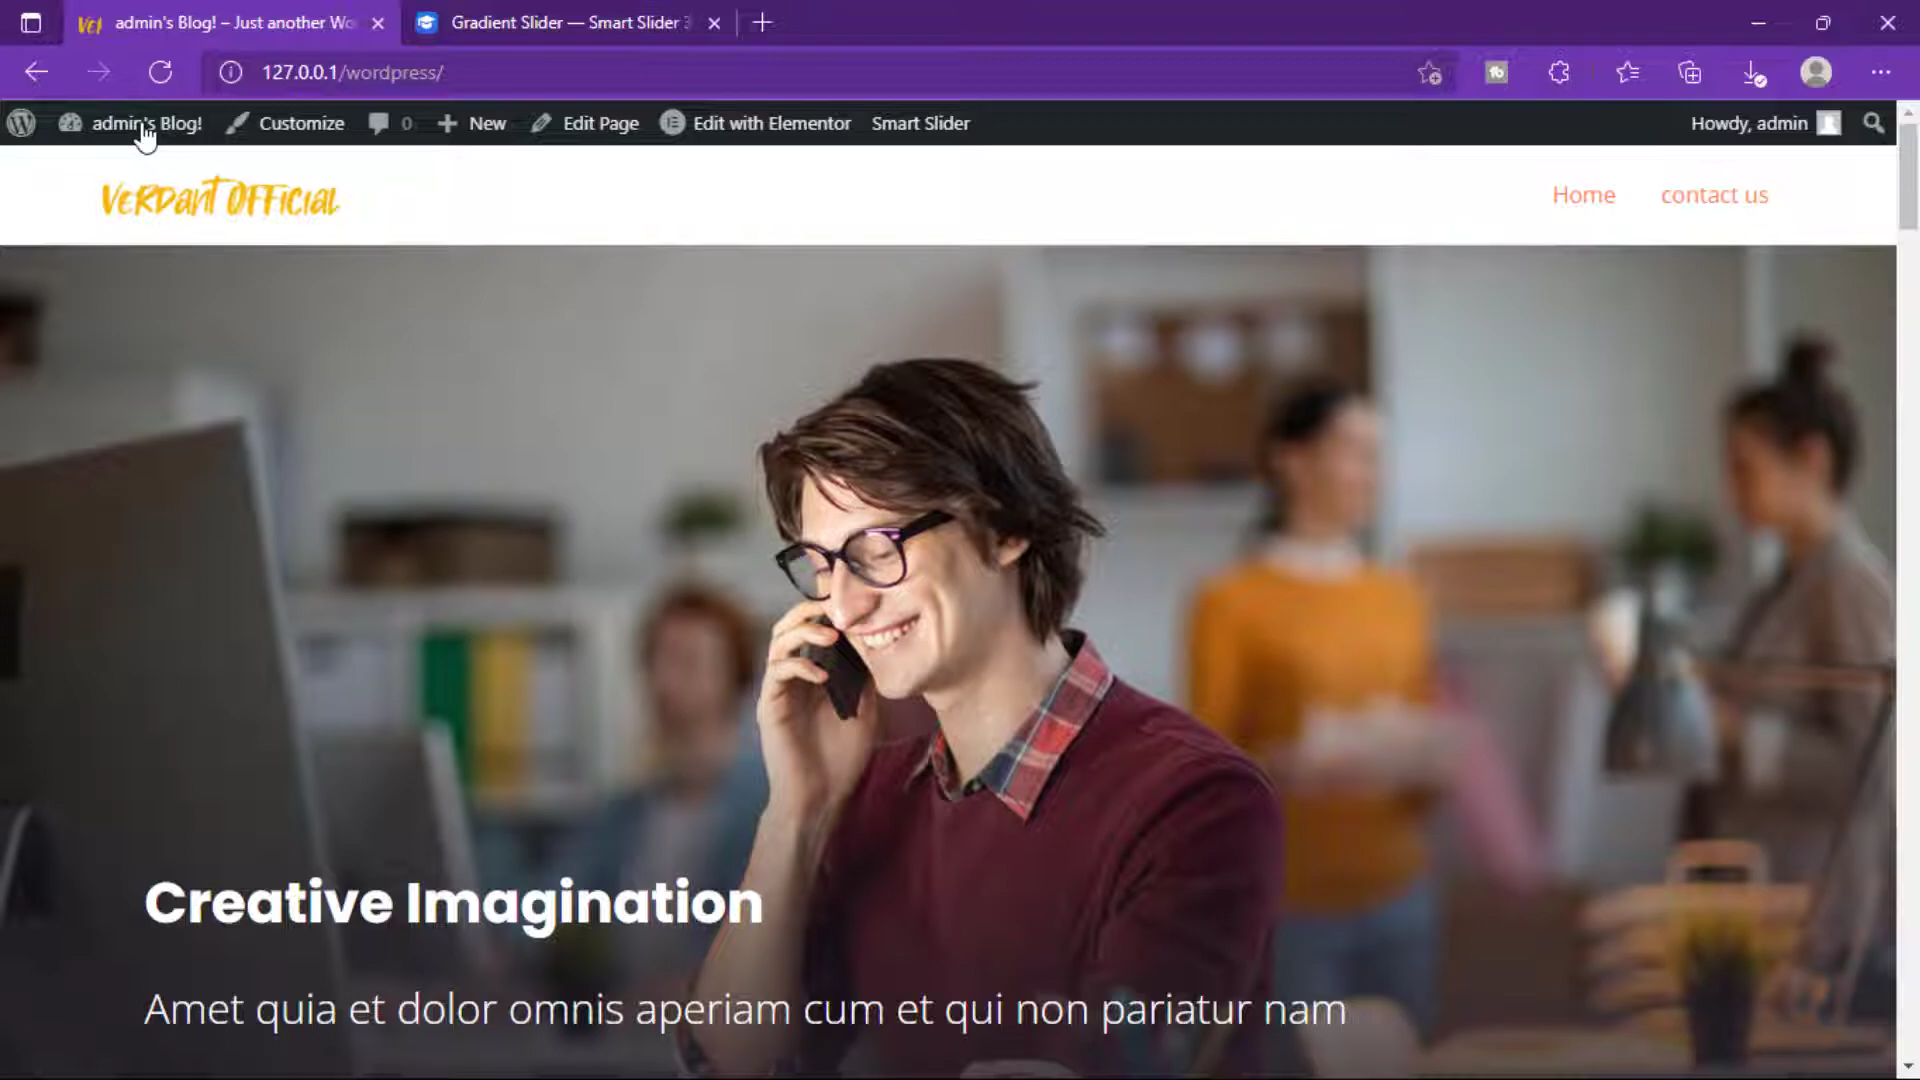 admin's Blog! – Just another Wo
Gradient Slider — Smart Slider 3
127.0.0.1/wordpress/
admin's Blog!
Customize
0
New
Edit Page
Edit with Elementor
Smart Slider
Howdy, admin
VERDANT OFFICIAL
Home
contact us
Creative Imagination
Amet quia et dolor omnis aperiam cum et qui non pariatur nam